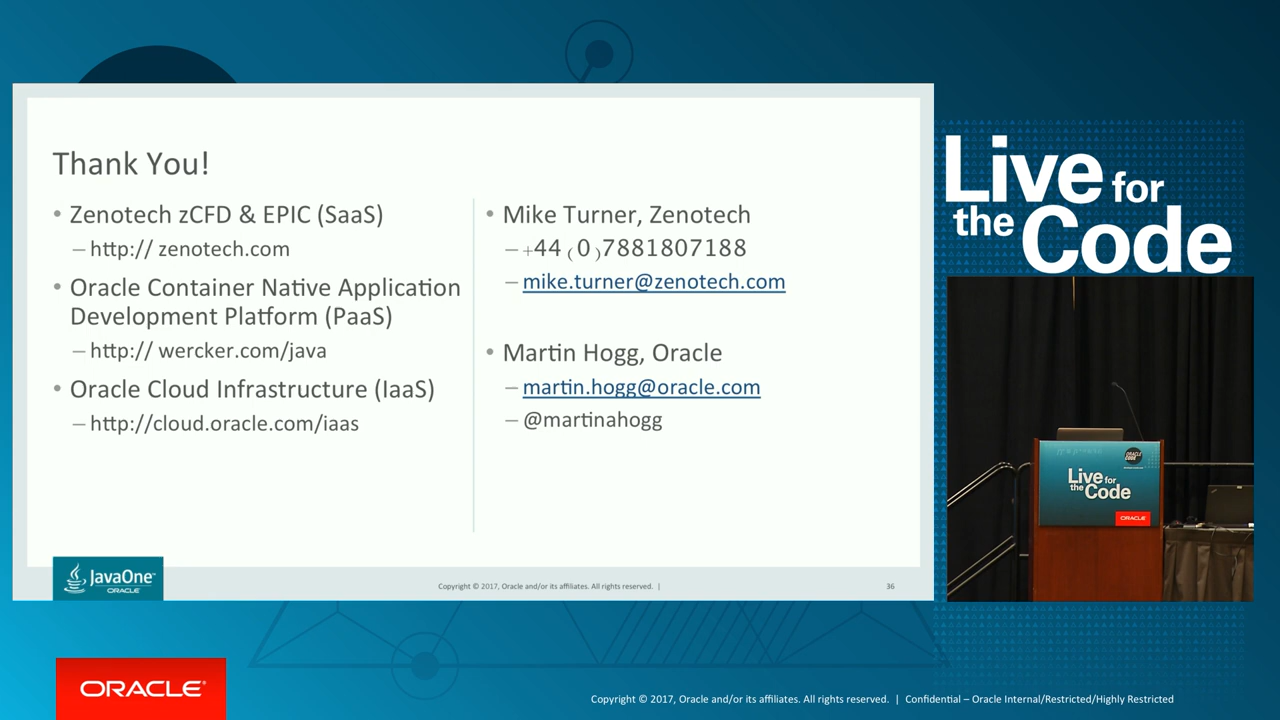 Thank You!
• Zenotech zCFD & EPIC (SaaS)
– http:// zenotech.com
• Oracle Container Native Application
Development Platform (PaaS)
– http:// wercker.com/java
• Oracle Cloud Infrastructure (IaaS)
– http://cloud.oracle.com/iaas
• Mike Turner, Zenotech
– +44 (0)7881807188
– mike.turner@zenotech.com
• Martin Hogg, Oracle
– martin.hogg@oracle.com
– @martinahogg
JavaOne™
ORACLE
Copyright © 2017, Oracle and/or its affiliates. All rights reserved. |
36
Live for
the Code
ORACLE
CODE
Live for
the Code
ORACLE
ORACLE®
Copyright © 2017, Oracle and/or its affiliates. All rights reserved. | Confidential – Oracle Internal/Restricted/Highly Restricted